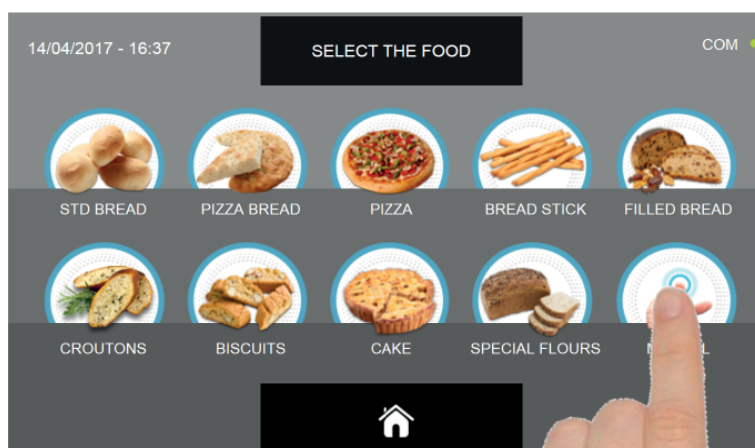 14/04/2017 - 16:37
SELECT THE FOOD
COM
STD BREAD
PIZZA BREAD
PIZZA
BREAD STICK
FILLED BREAD
CROUTONS
BISCUITS
CAKE
SPECIAL FLOURS